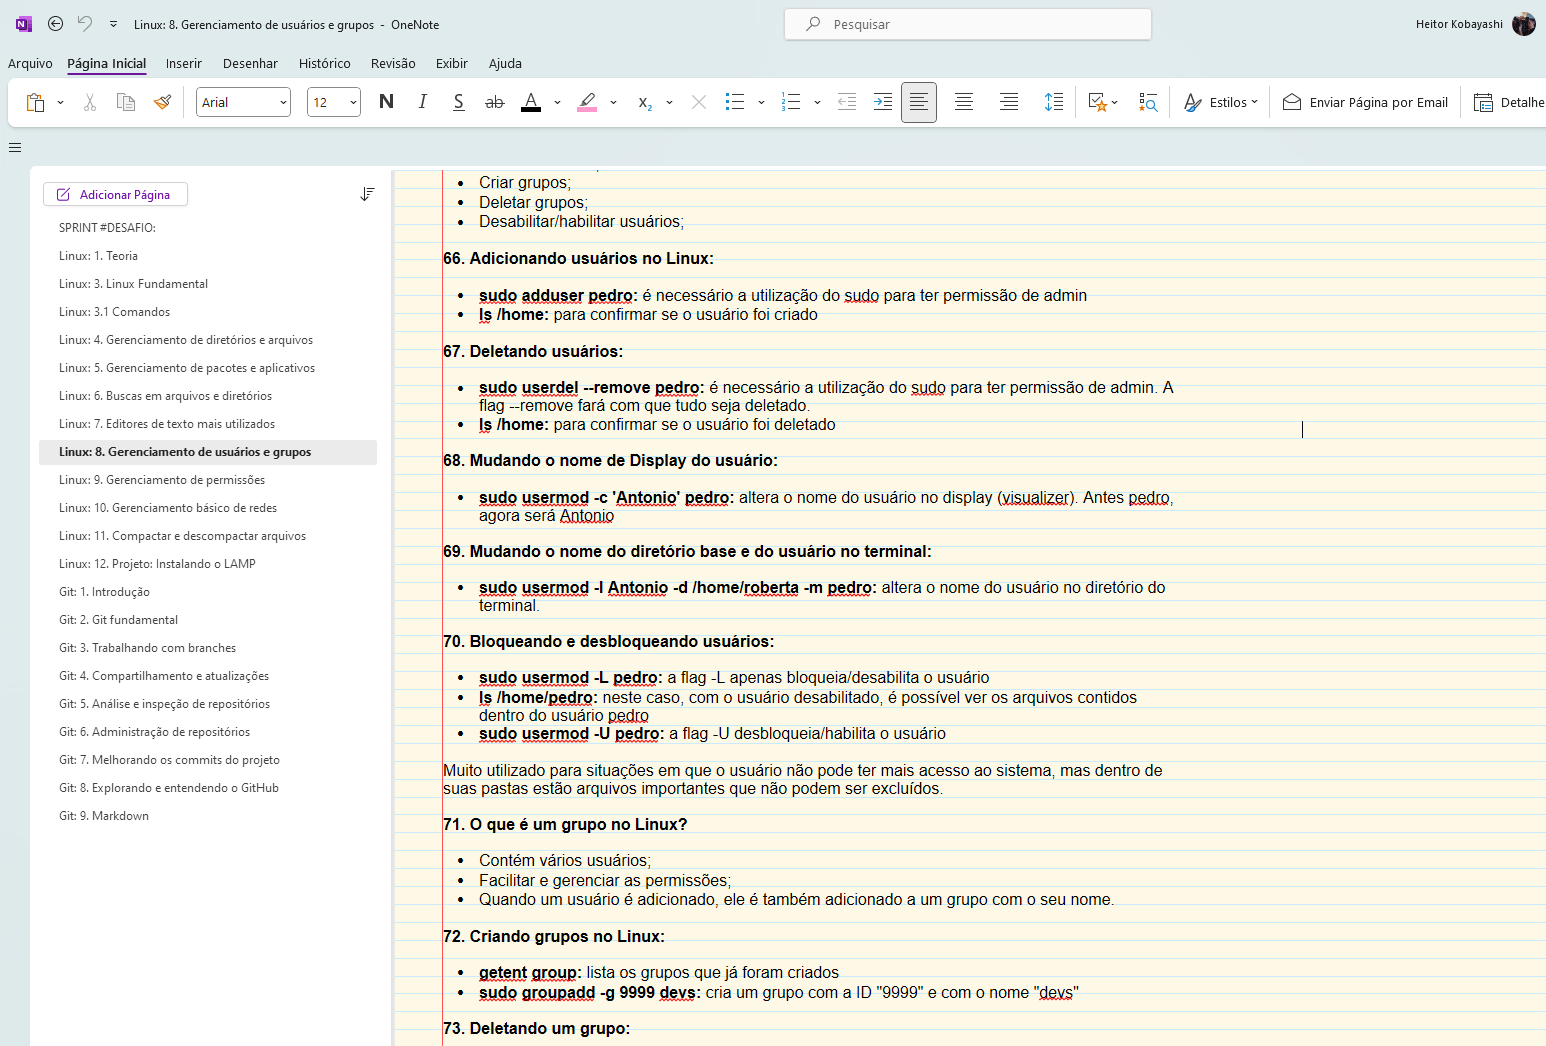 Linux: 8. Gerenciamento de usuários e grupos - OneNote
Pesquisar
Heitor Kobayashi
Arquivo Página Inicial Inserir Desenhar Histórico Revisão Exibir Ajuda
Arial 12 N I S ab A x₂ Estilos Enviar Página por Email Detalhe
Adicionar Página
SPRINT #DESAFIO:
Linux: 1. Teoria
Linux: 3. Linux Fundamental
Linux: 3.1 Comandos
Linux: 4. Gerenciamento de diretórios e arquivos
Linux: 5. Gerenciamento de pacotes e aplicativos
Linux: 6. Buscas em arquivos e diretórios
Linux: 7. Editores de texto mais utilizados
Linux: 8. Gerenciamento de usuários e grupos
Linux: 9. Gerenciamento de permissões
Linux: 10. Gerenciamento básico de redes
Linux: 11. Compactar e descompactar arquivos
Linux: 12. Projeto: Instalando o LAMP
Git: 1. Introdução
Git: 2. Git fundamental
Git: 3. Trabalhando com branches
Git: 4. Compartilhamento e atualizações
Git: 5. Análise e inspeção de repositórios
Git: 6. Administração de repositórios
Git: 7. Melhorando os commits do projeto
Git: 8. Explorando e entendendo o GitHub
Git: 9. Markdown
• Criar grupos;
• Deletar grupos;
• Desabilitar/habilitar usuários;
66. Adicionando usuários no Linux:
• sudo adduser pedro: é necessário a utilização do sudo para ter permissão de admin
• ls /home: para confirmar se o usuário foi criado
67. Deletando usuários:
• sudo userdel --remove pedro: é necessário a utilização do sudo para ter permissão de admin. A
flag --remove fará com que tudo seja deletado.
• ls /home: para confirmar se o usuário foi deletado
68. Mudando o nome de Display do usuário:
• sudo usermod -c 'Antonio' pedro: altera o nome do usuário no display (visualizer). Antes pedro,
agora será Antonio
69. Mudando o nome do diretório base e do usuário no terminal:
• sudo usermod -l Antonio -d /home/roberta -m pedro: altera o nome do usuário no diretório do
terminal.
70. Bloqueando e desbloqueando usuários:
• sudo usermod -L pedro: a flag -L apenas bloqueia/desabilita o usuário
• ls /home/pedro: neste caso, com o usuário desabilitado, é possível ver os arquivos contidos
dentro do usuário pedro
• sudo usermod -U pedro: a flag -U desbloqueia/habilita o usuário
Muito utilizado para situações em que o usuário não pode ter mais acesso ao sistema, mas dentro de
suas pastas estão arquivos importantes que não podem ser excluídos.
71. O que é um grupo no Linux?
• Contém vários usuários;
• Facilitar e gerenciar as permissões;
• Quando um usuário é adicionado, ele é também adicionado a um grupo com o seu nome.
72. Criando grupos no Linux:
• getent group: lista os grupos que já foram criados
• sudo groupadd -g 9999 devs: cria um grupo com a ID "9999" e com o nome "devs"
73. Deletando um grupo: